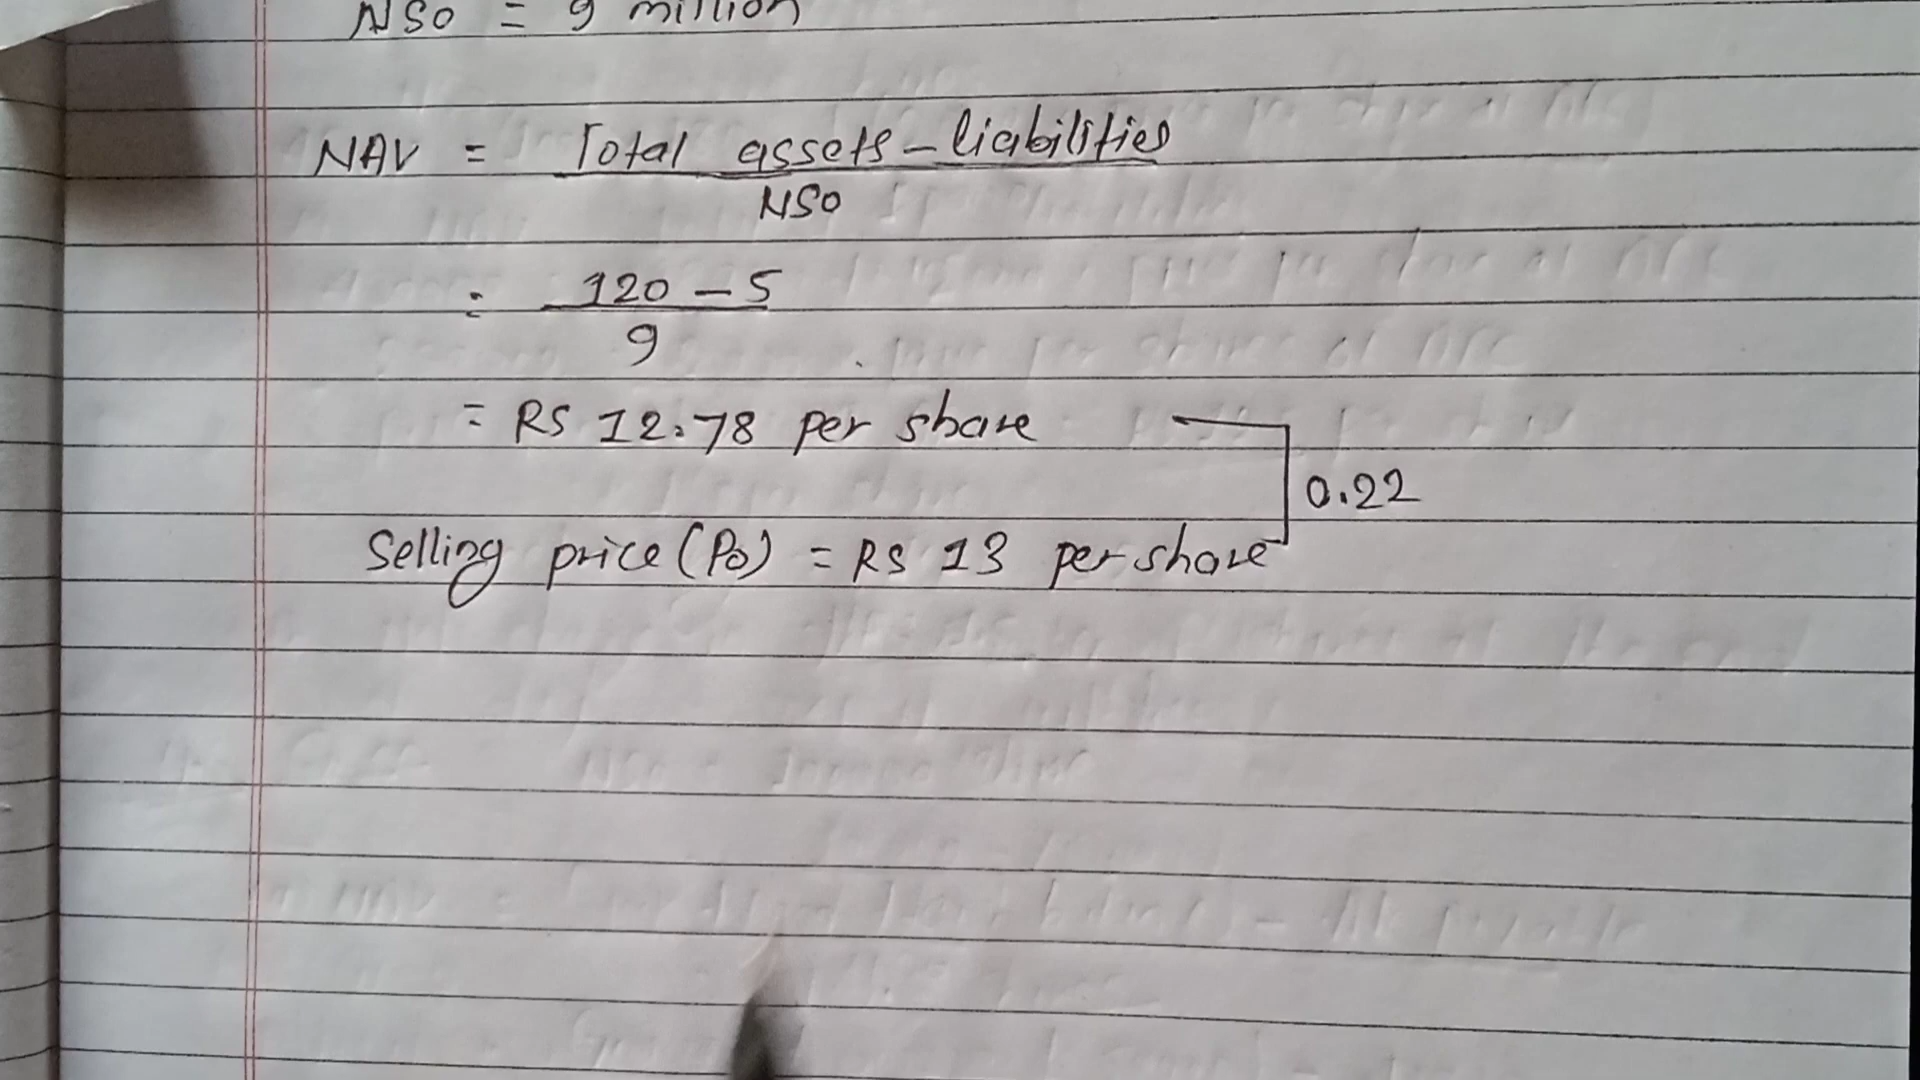 NSO = 9 million
NAV = Total assets - liabilities
NSO
= 120 - 5
9
= RS 12.78 per share
0.22
Selling price (P0) = RS 13 per share